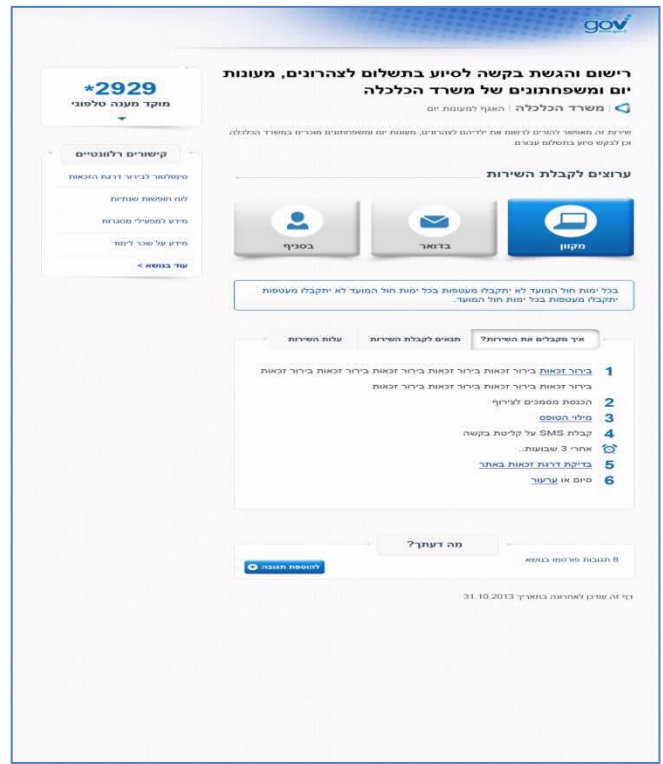 gov
רישום והגשת בקשה לסיוע בתשלום לצהרונים, מעונות
יום ומשפחתונים של משרד הכלכלה
משרד הכלכלה | האגף למעונות יום
שירות זה מאפשר להורים לרשום את ילדיהם לצהרונים, מעונות יום ומשפחתונים מוכרים במשרד הכלכלה
וכן לבקש סיוע בתשלום עבורם
ערוצים לקבלת השירות
מקוון
בדואר
בסניף
בכל ימות חול המועד לא יתקבלו מעטפות בכל ימות חול המועד לא יתקבלו מעטפות
יתקבלו מעטפות בכל ימות חול המועד.
איך מקבלים את השירות?
תנאים לקבלת השירות
עלות השירות
1 בירור זכאות בירור זכאות בירור זכאות בירור זכאות בירור זכאות בירור זכאות
בירור זכאות בירור זכאות בירור זכאות בירור זכאות
2 הכנסת מסמכים לצירוף
3 מילוי הטופס
4 קבלת SMS על קליטת בקשה
אחרי 3 שבועות..
5 בדיקת דרגת זכאות באתר
6 סיום או ערעור
מה דעתך?
8 תגובות פורסמו בנושא
להוספת תגובה
דף זה עודכן לאחרונה בתאריך 31.10.2013
*2929
מוקד מענה טלפוני
קישורים רלוונטיים
סימולטור לבירור דרגת הזכאות
לוח חופשות שנתיות
מידע למפעילי מסגרות
מידע על שכר לימוד
עוד בנושא >